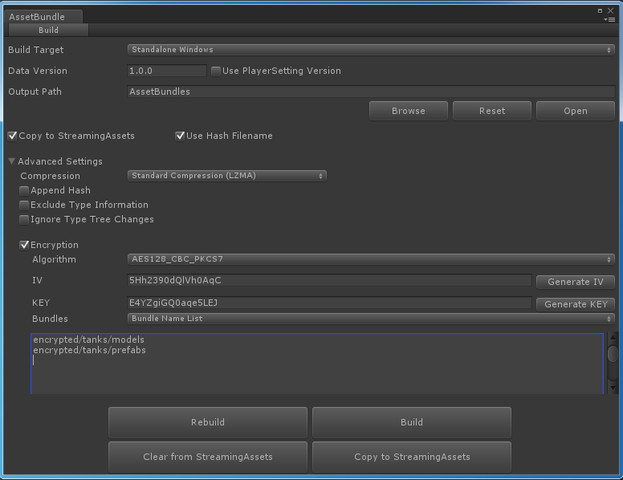 AssetBundle
Build
Build Target Standalone Windows
Data Version 1.0.0 Use PlayerSetting Version
Output Path AssetBundles
Browse Reset Open
Copy to StreamingAssets Use Hash Filename
Advanced Settings
Compression Standard Compression (LZMA)
Append Hash
Exclude Type Information
Ignore Type Tree Changes
Encryption
Algorithm AES128_CBC_PKCS7
IV 5Hh2390dQlVh0AqC Generate IV
KEY E4YZgiGQ0aqe5LEJ Generate KEY
Bundles Bundle Name List
encrypted/tanks/models
encrypted/tanks/prefabs
Rebuild Build
Clear from StreamingAssets Copy to StreamingAssets